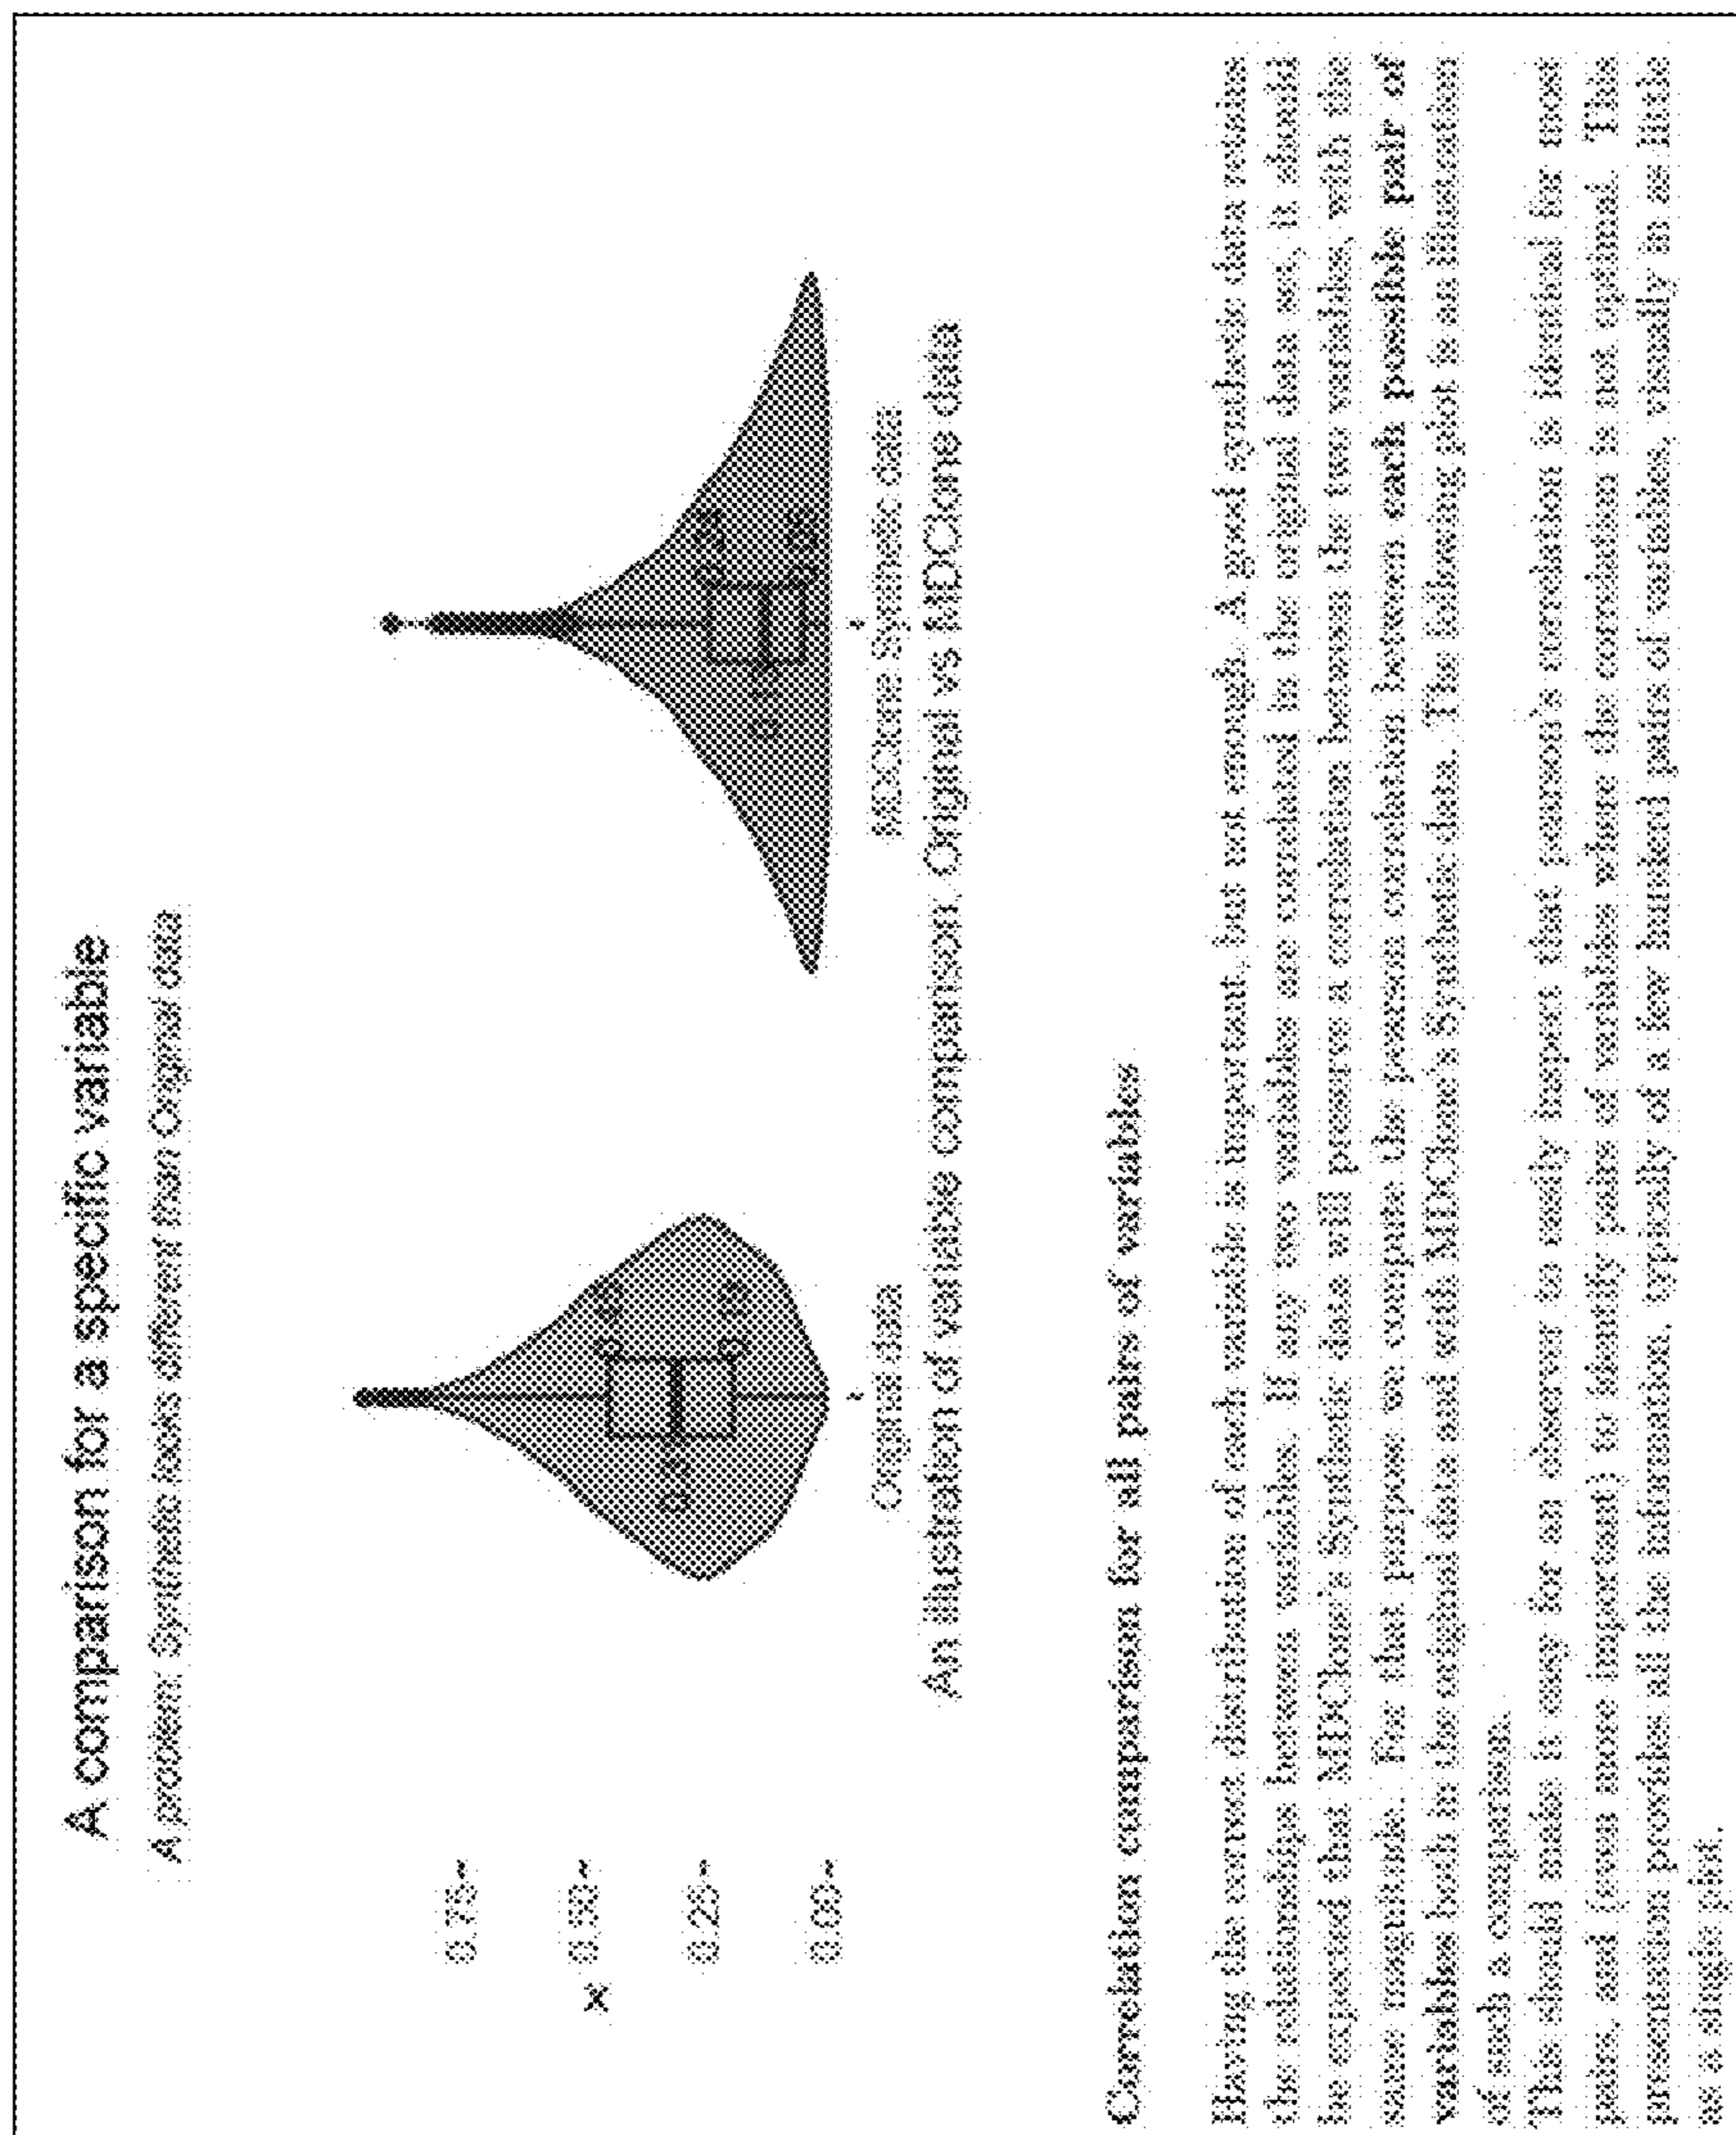 A comparison for a specific variable
A problem: Synthetic looks different than Original data
0.75
x
0.50
0.25
0.00
Original data
MDClone Synthetic data
An illustration of variable comparison, Original vs MDClone data
Correlation comparison for all pairs of variables
Having the correct distribution of each variable is important, but not enough. A good synthetic data retains
the relationships between variables. If any two variables are correlated in the original data set, it should
be expected that MDClone's Synthetic data will preserve a correlation between the two variables, with the
same magnitude. For that purpose we compute the pearson correlation between each possible pair of
variables both in the original data and with MDClone's Synthetic data. The following plot is an illustration
of such a comparison.
This should make it easy for an observer to easily inspect that pearson's correlation is identical for most
pairs, and (even more important) to identify pairs of variables where the correlation is not optimal. This
presentation provides all the information, typically of a few hundred pairs of variables, visually in as little
as a single plot.